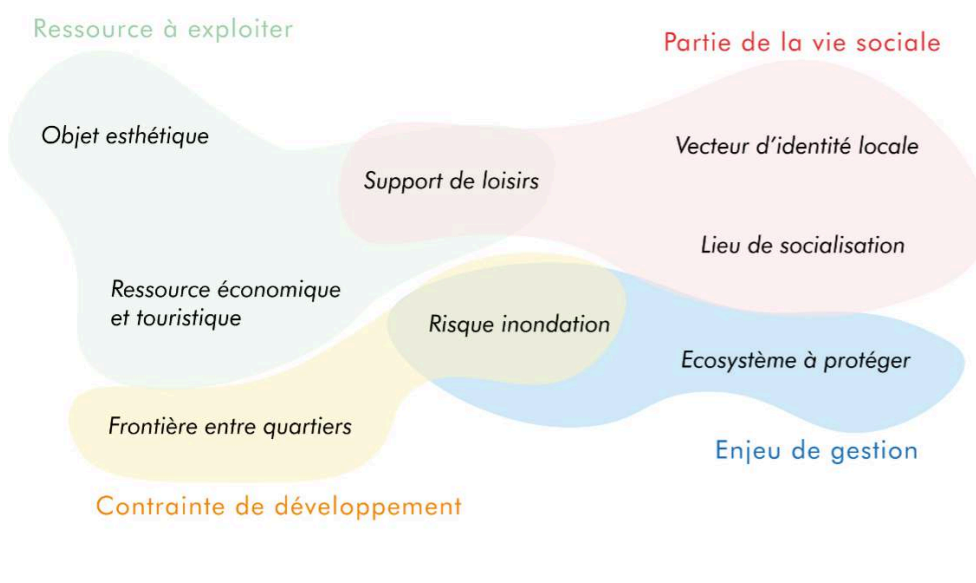 Ressource à exploiter
Partie de la vie sociale
Objet esthétique
Vecteur d'identité locale
Support de loisirs
Lieu de socialisation
Ressource économique
et touristique
Risque inondation
Ecosystème à protéger
Frontière entre quartiers
Enjeu de gestion
Contrainte de développement